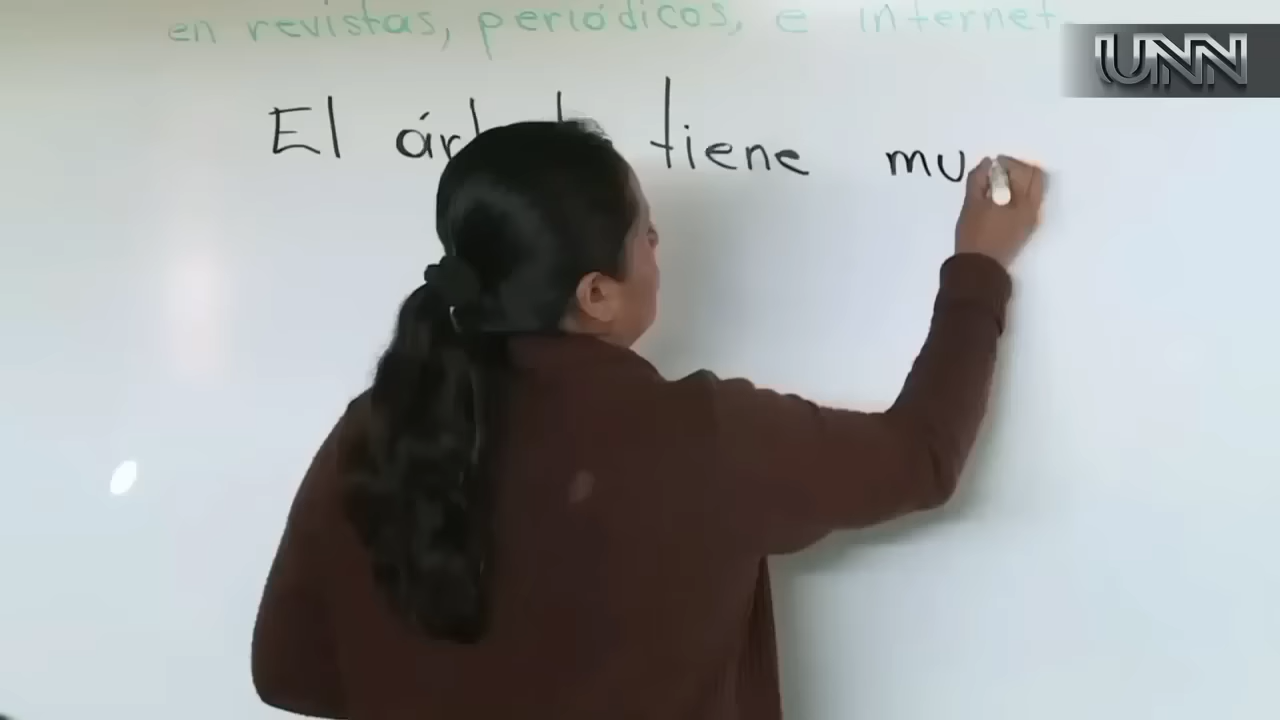 en revistas, periódicos, e internet.
UNN
El tiene mu